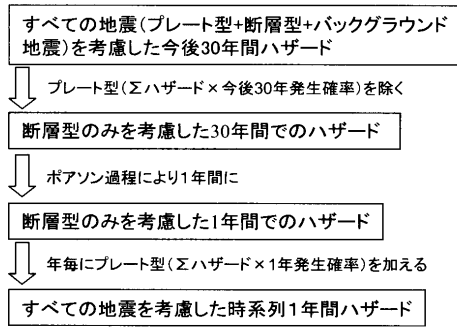 すべての地震(プレート型+断層型+バックグラウンド
地震)を考慮した今後30年間ハザード
プレート型(Σハザード×今後30年発生確率)を除く
断層型のみを考慮した30年間でのハザード
ポアソン過程により1年間に
断層型のみを考慮した1年間でのハザード
年毎にプレート型(Σハザード×1年発生確率)を加える
すべての地震を考慮した時系列1年間ハザード